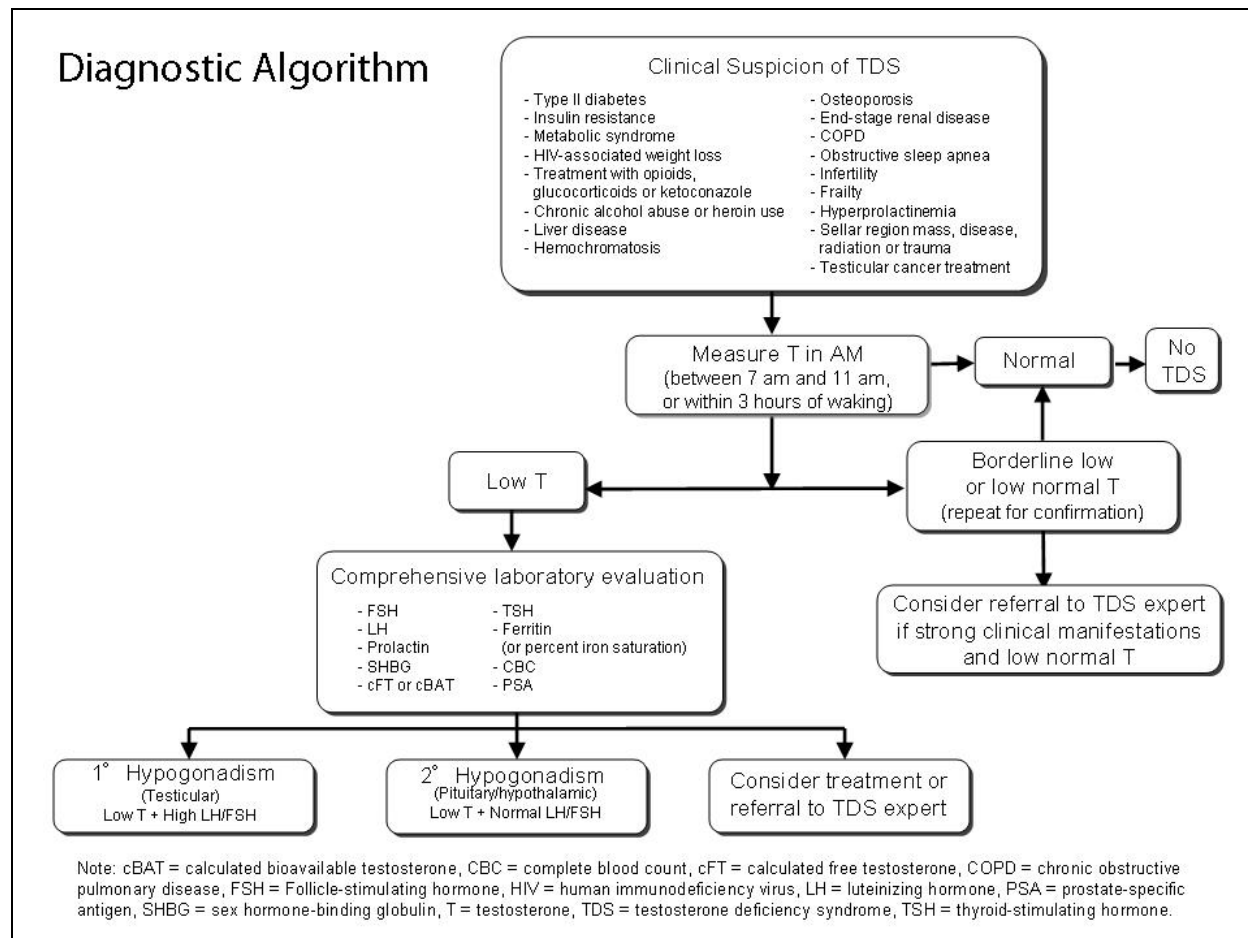 Diagnostic Algorithm
Clinical Suspicion of TDS
- Type II diabetes
- Insulin resistance
- Metabolic syndrome
- HIV-associated weight loss
- Treatment with opioids,
glucocorticoids or ketoconazole
- Chronic alcohol abuse or heroin use
- Liver disease
- Hemochromatosis
- Osteoporosis
- End-stage renal disease
- COPD
- Obstructive sleep apnea
- Infertility
- Frailty
- Hyperprolactinemia
- Sellar region mass, disease,
radiation or trauma
- Testicular cancer treatment
Measure T in AM
(between 7 am and 11 am,
or within 3 hours of waking)
Normal
No
TDS
Low T
Borderline low
or low normal T
(repeat for confirmation)
Comprehensive laboratory evaluation
- FSH
- LH
- Prolactin
- SHBG
- cFT or cBAT
- TSH
- Ferritin
(or percent iron saturation)
- CBC
- PSA
Consider referral to TDS expert
if strong clinical manifestations
and low normal T
1° Hypogonadism
(Testicular)
Low T + High LH/FSH
2° Hypogonadism
(Pituitary/hypothalamic)
Low T + Normal LH/FSH
Consider treatment or
referral to TDS expert
Note: cBAT = calculated bioavailable testosterone, CBC = complete blood count, cFT = calculated free testosterone, COPD = chronic obstructive
pulmonary disease, FSH = Follicle-stimulating hormone, HIV = human immunodeficiency virus, LH = luteinizing hormone, PSA = prostate-specific
antigen, SHBG = sex hormone-binding globulin, T = testosterone, TDS = testosterone deficiency syndrome, TSH = thyroid-stimulating hormone.